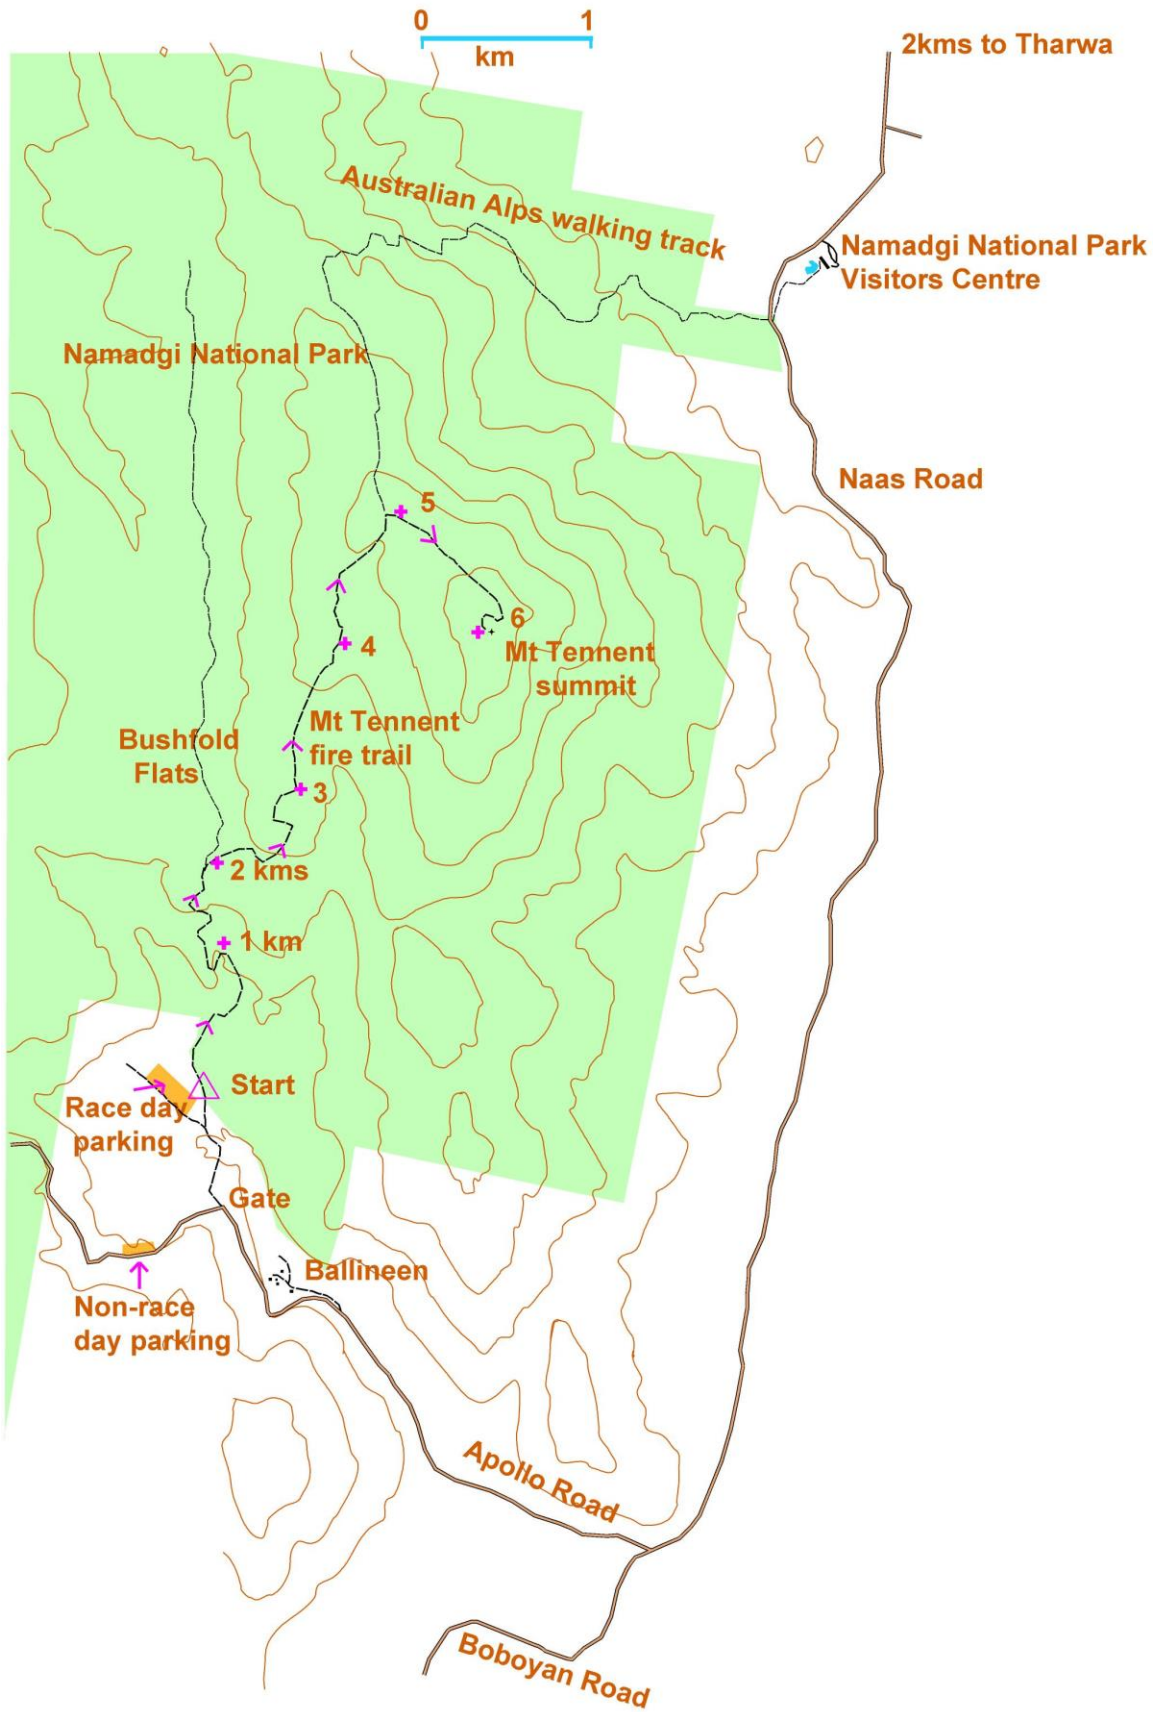 0 1
km
2kms to Tharwa
Australian Alps walking track
Namadgi National Park
Visitors Centre
Namadgi National Park
Naas Road
5
6
4
Mt Tennent
summit
Mt Tennent
fire trail
Bushfold
Flats
3
2 kms
1 km
Start
Race day
parking
Gate
Ballineen
Non-race
day parking
Apollo Road
Boboyan Road